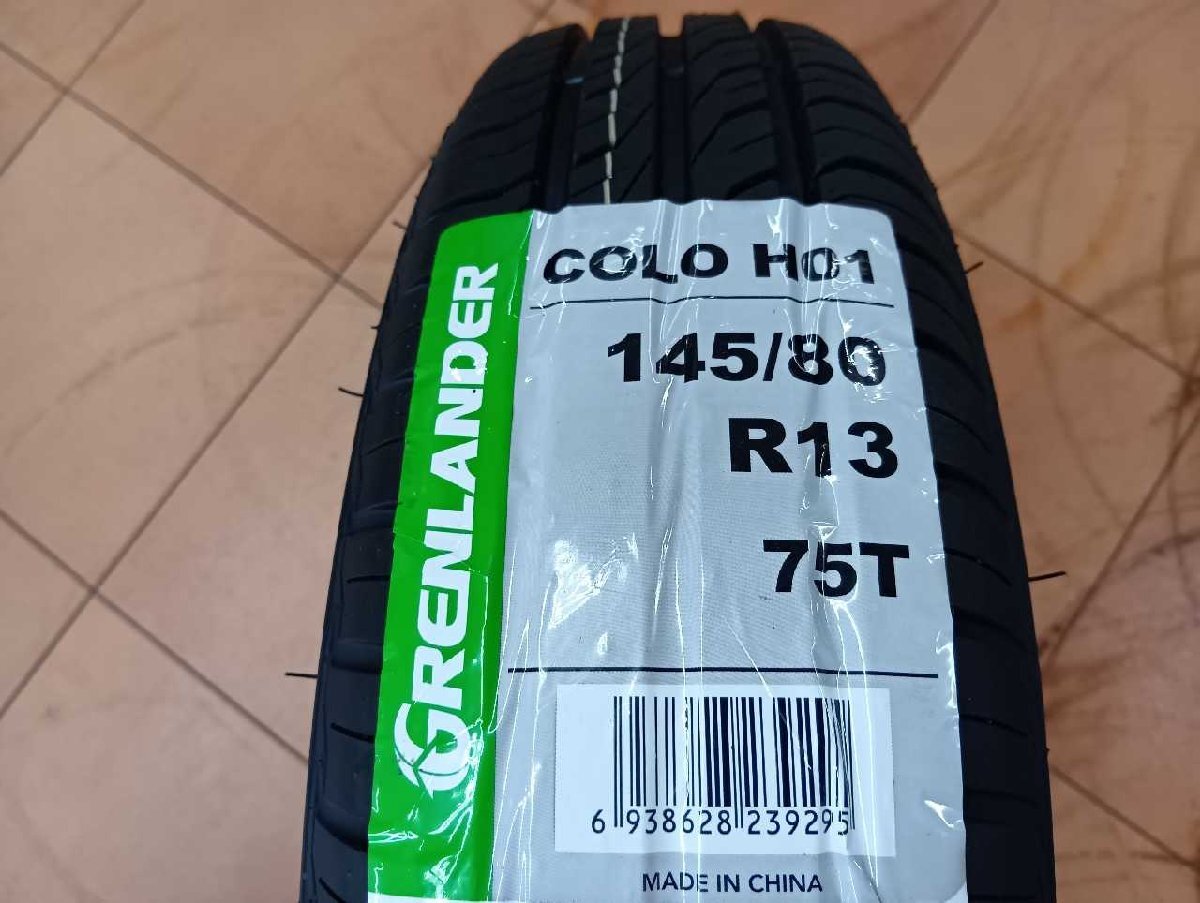 GRENLANDER
COLO H01
145/80
R13
75T
6 938628 239295
MADE IN CHINA